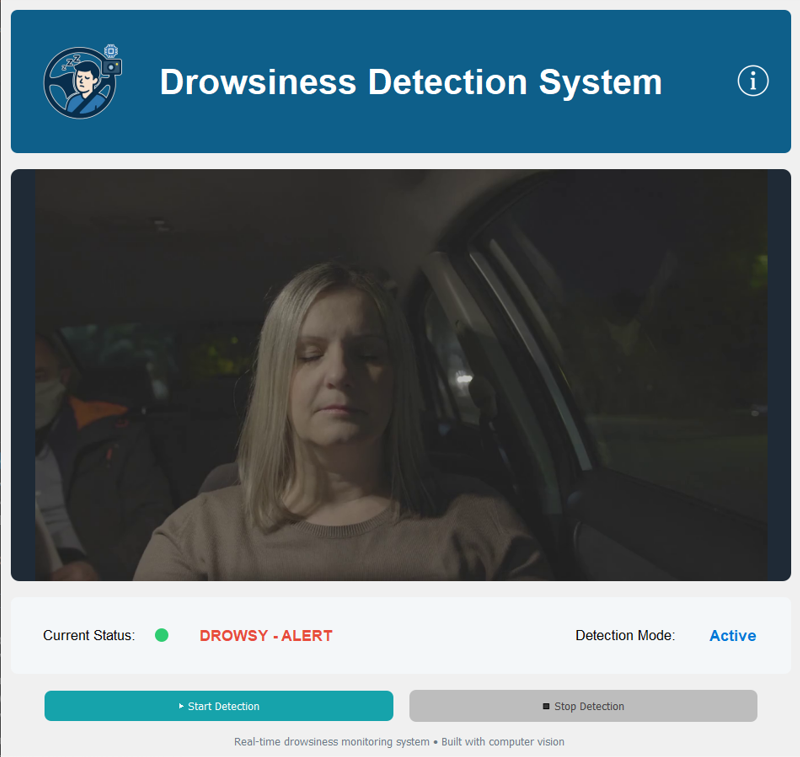 Drowsiness Detection System
Current Status: DROWSY - ALERT Detection Mode: Active
Start Detection Stop Detection
Real-time drowsiness monitoring system • Built with computer vision